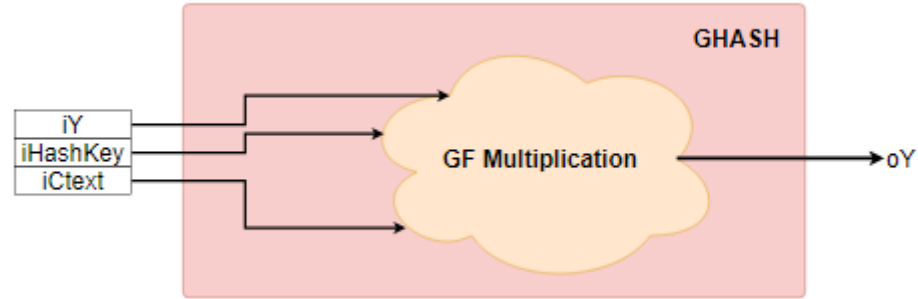 GHASH
iY
iHashKey
iCtext
GF Multiplication
oY